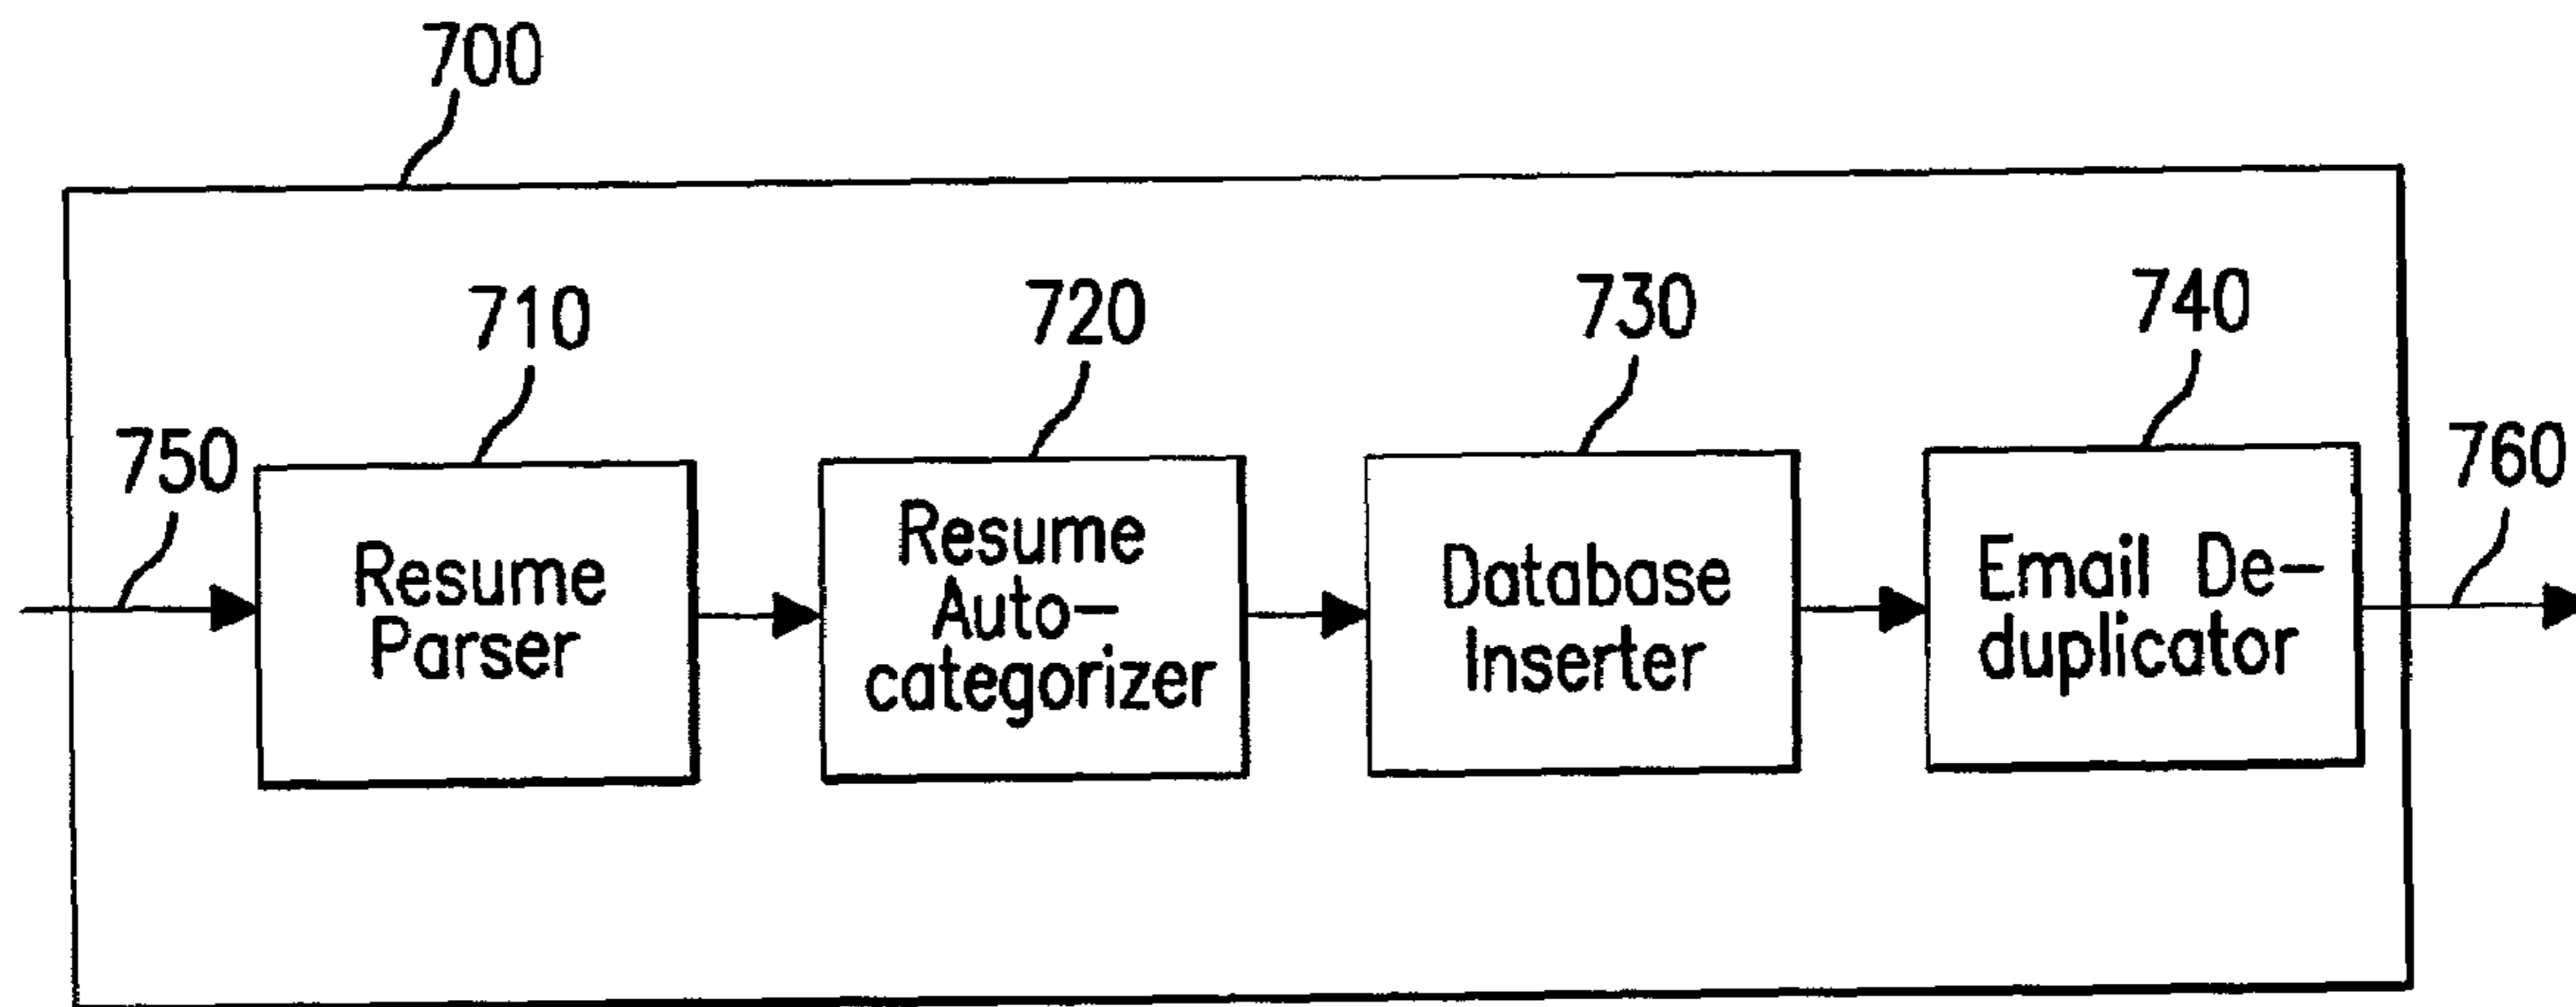 700
710
720
730
740
750
760
Resume
Parser
Resume
Auto-
categorizer
Database
Inserter
Email De-
duplicator